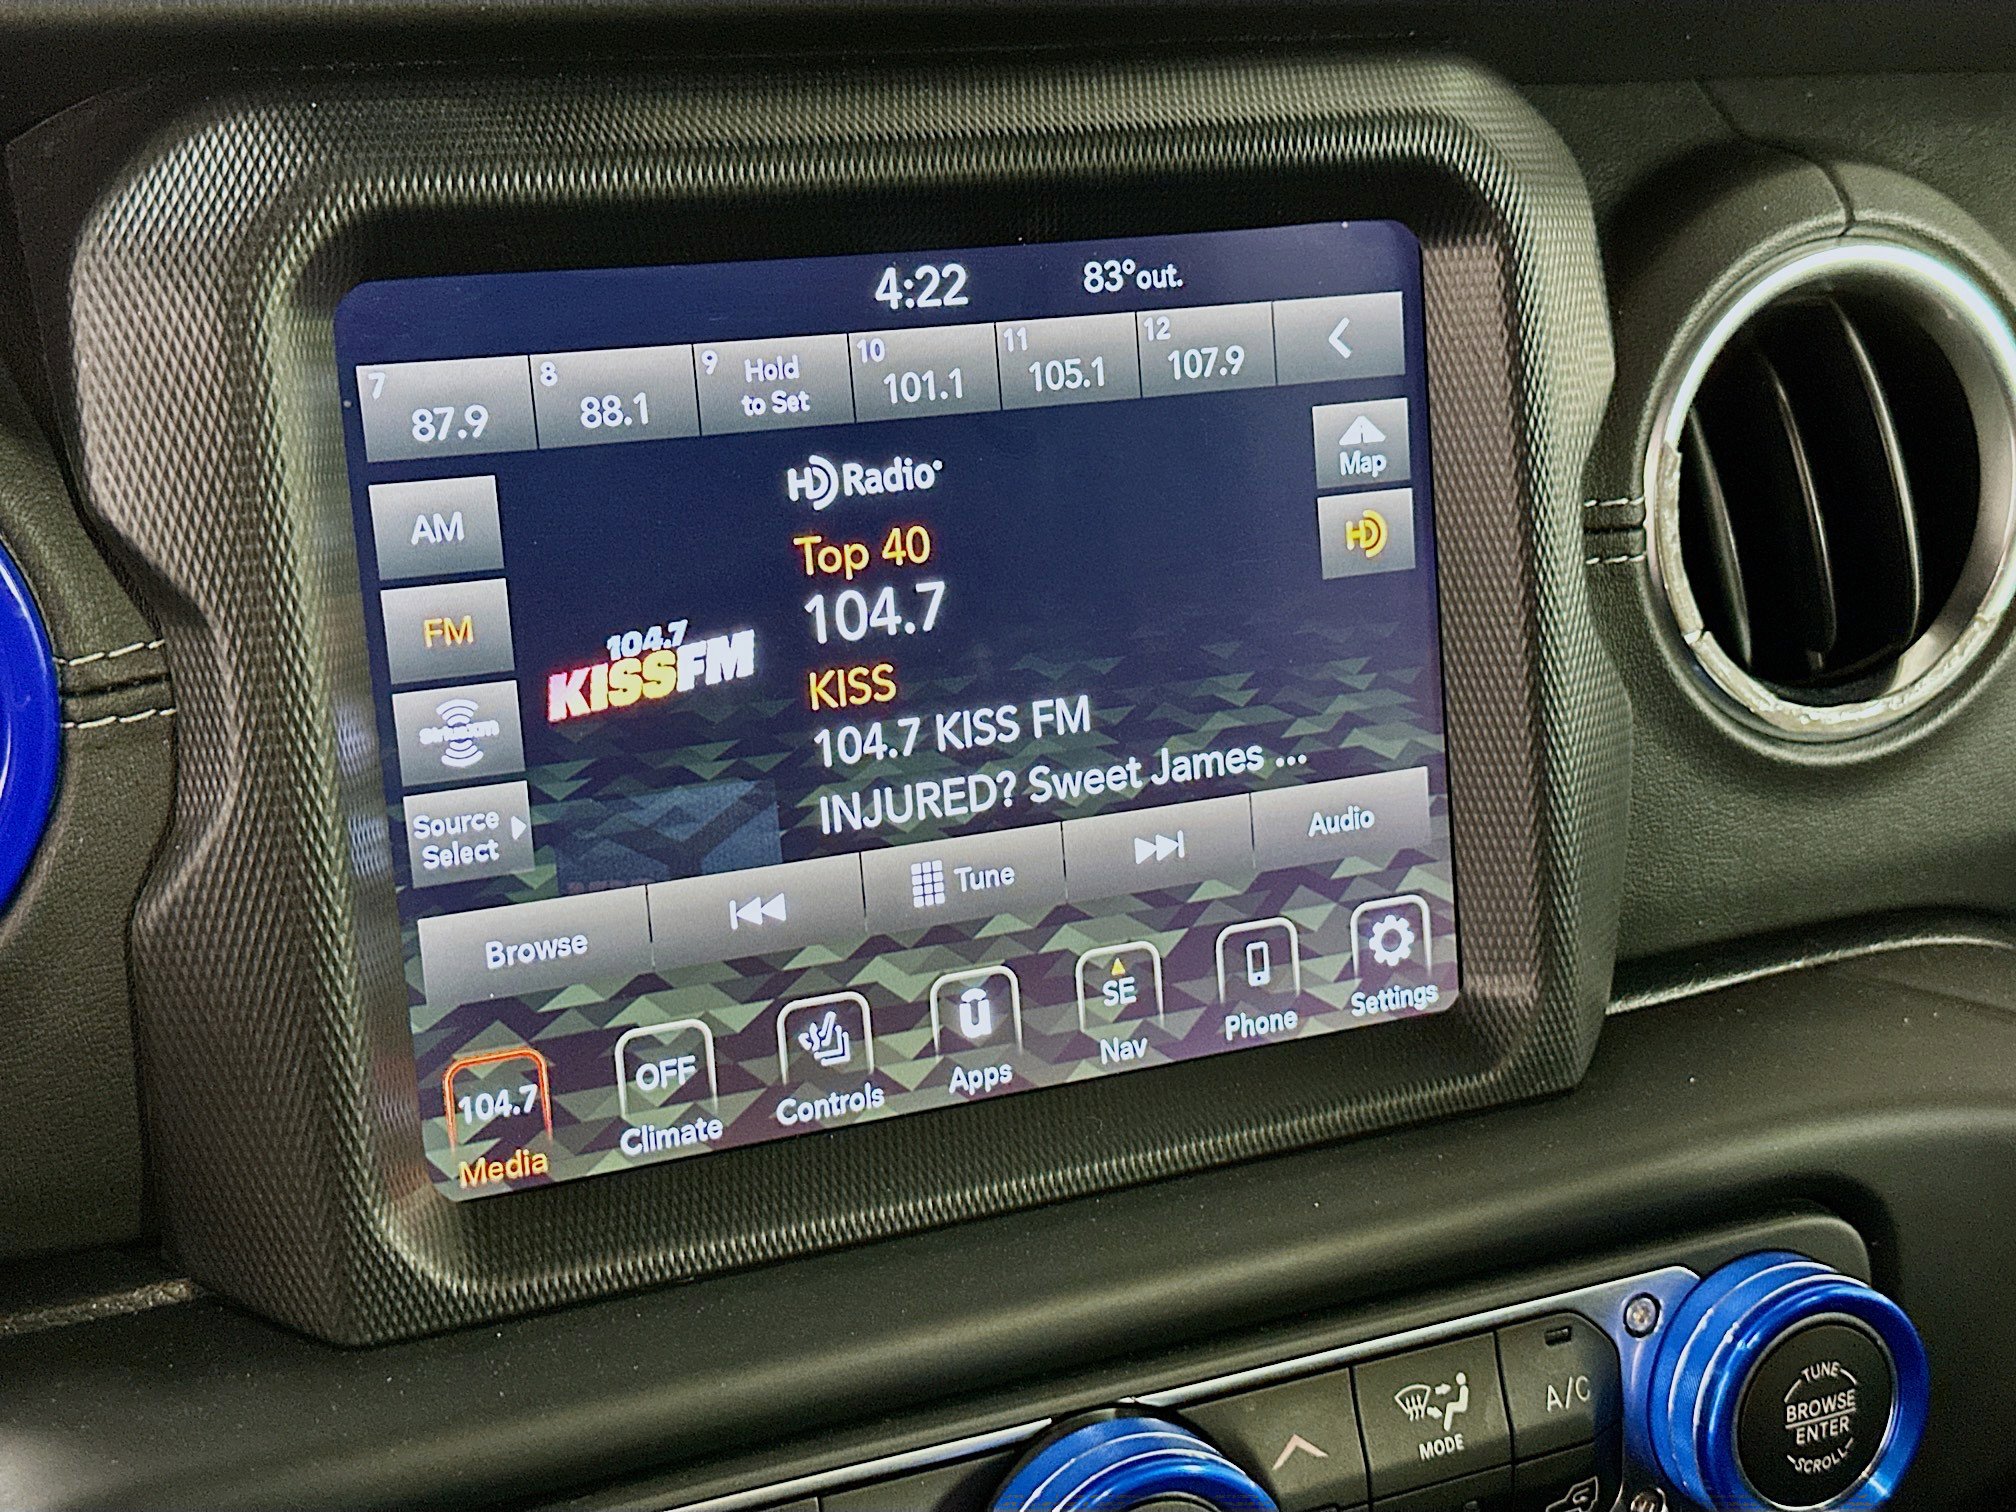 4:22 83°out.
7 87.9
8 88.1
9 Hold to Set
10 101.1
11 105.1
12 107.9
Map
HD Radio
HD
AM
FM
SiriusXM
Source
Select
104.7
KISSFM
Top 40
104.7
KISS
104.7 KISS FM
INJURED? Sweet James ...
Browse
Tune
Audio
104.7
Media
OFF
Climate
Controls
U
Apps
SE
Nav
Phone
Settings
MODE
A/C
TUNE
BROWSE
ENTER
SCROLL